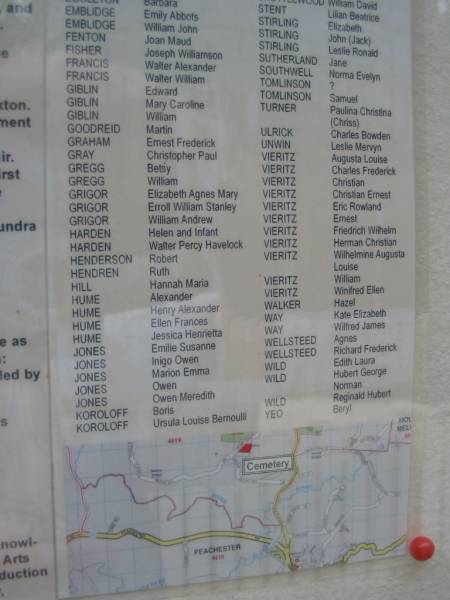 and
xton.
ment
ir.
irst
undra
e as
n:
led by
s
nowl-
Arts
duction
EGGLETON Barbara
EMBLIDGE Emily Abbots
EMBLIDGE William John
FENTON Joan Maud
FISHER Joseph Williamson
FRANCIS Walter Alexander
FRANCIS Walter William
GIBLIN Edward
GIBLIN Mary Caroline
GIBLIN William
GOODREID Martin
GRAHAM Ernest Frederick
GRAY Christopher Paul
GREGG Betsy
GREGG William
GRIGOR Elizabeth Agnes Mary
GRIGOR Erroll William Stanley
GRIGOR William Andrew
HARDEN Helen and Infant
HARDEN Walter Percy Havelock
HENDERSON Robert
HENDREN Ruth
HILL Hannah Maria
HUME Alexander
HUME Henry Alexander
HUME Ellen Frances
HUME Jessica Henrietta
JONES Emilie Susanne
JONES Inigo Owen
JONES Marion Emma
JONES Owen
JONES Owen Meredith
KOROLOFF Boris
KOROLOFF Ursula Louise Bernoulli
William David
STENT Lilian Beatrice
STIRLING Elizabeth
STIRLING John (Jack)
STIRLING Leslie Ronald
SUTHERLAND Jane
SOUTHWELL Norma Evelyn
TOMLINSON ?
TOMLINSON Samuel
TURNER Paulina Christina
(Chriss)
ULRICK Charles Bowden
UNWIN Leslie Mervyn
VIERITZ Augusta Louise
VIERITZ Charles Frederick
VIERITZ Christian
VIERITZ Christian Ernest
VIERITZ Eric Rowland
VIERITZ Ernest
VIERITZ Friedrich Wilhelm
VIERITZ Herman Christian
VIERITZ Wilhelmine Augusta
Louise
VIERITZ William
VIERITZ Winifred Ellen
WALKER Hazel
WAY Kate Elizabeth
WAY Wilfred James
WELLSTEED Agnes
WELLSTEED Richard Frederick
WILD Edith Laura
WILD Hubert George
Norman
WILD Reginald Hubert
YEO Beryl
Cemetery
PEACHESTER